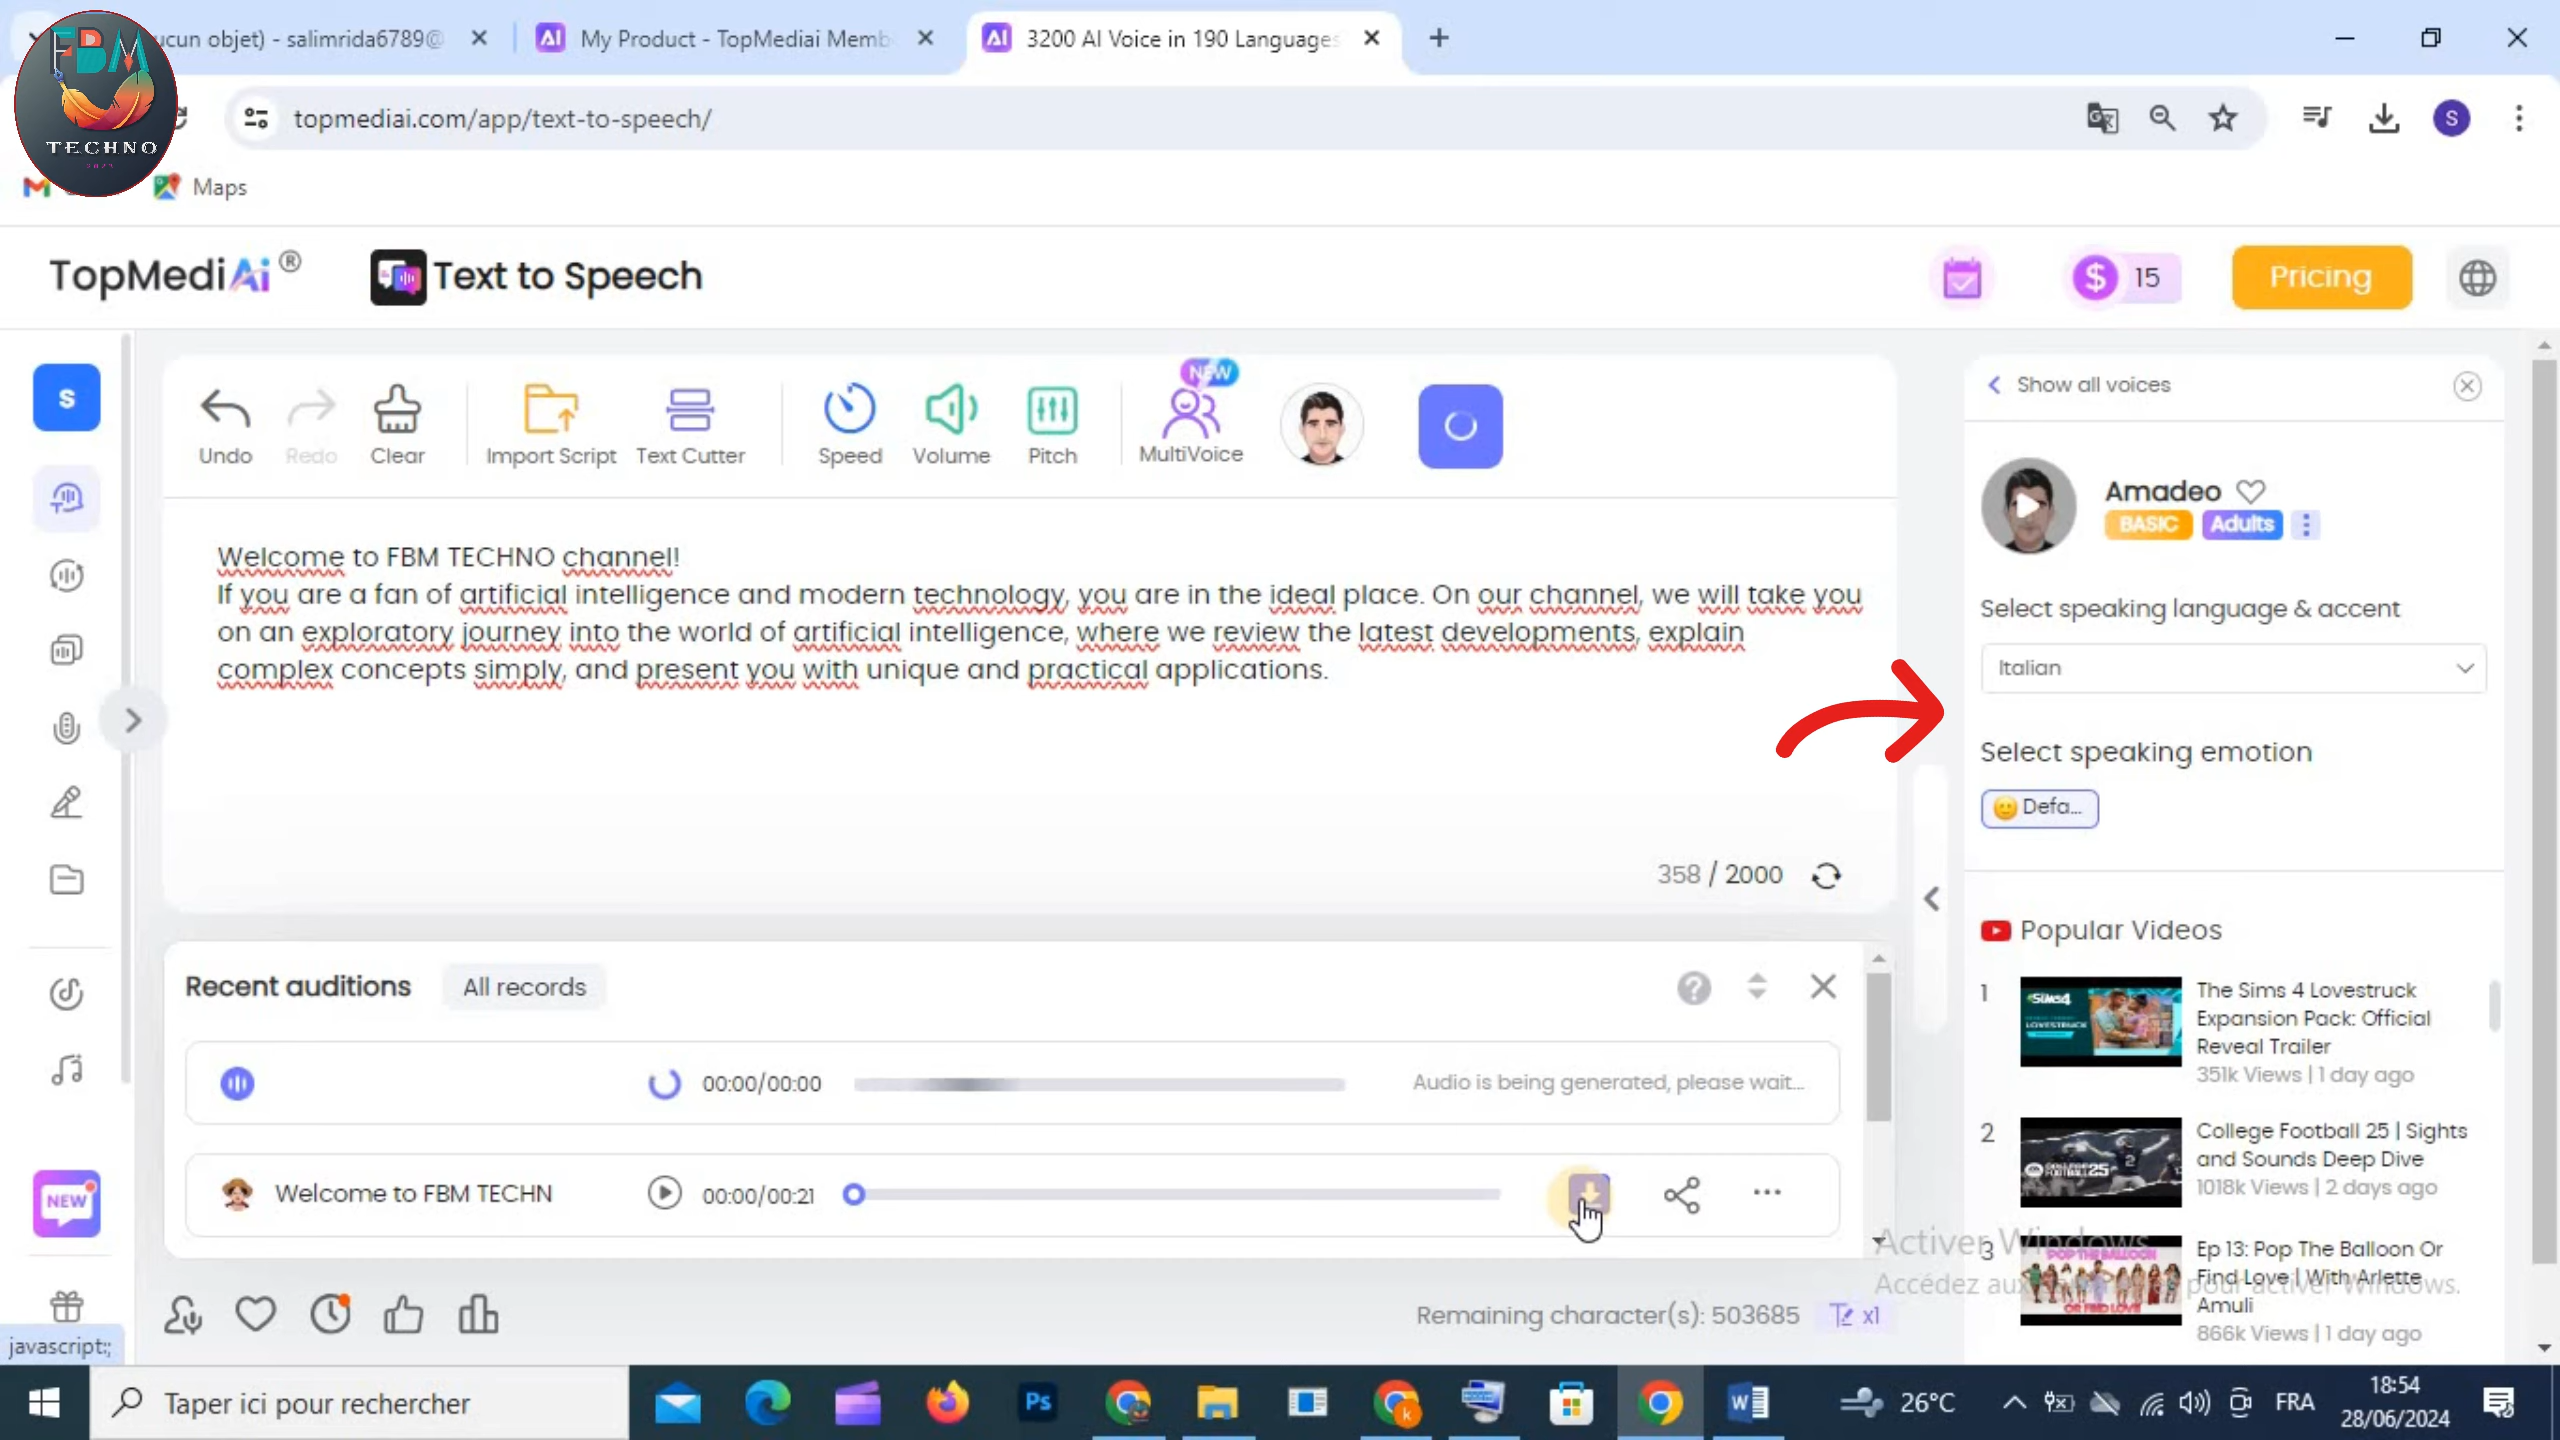 FBM
TECHNO
2023
ucun objet) - salimrida6789@
My Product - TopMediai Memb
3200 AI Voice in 190 Languages
topmediai.com/app/text-to-speech/
S
Maps
TopMediAi®
Text to Speech
$ 15
Pricing
S
Undo
Redo
Clear
Import Script
Text Cutter
Speed
Volume
Pitch
NEW
MultiVoice
Show all voices
Amadeo
BASIC
Adults
Select speaking language & accent
Italian
Select speaking emotion
Defa...
Welcome to FBM TECHNO channel!
If you are a fan of artificial intelligence and modern technology, you are in the ideal place. On our channel, we will take you
on an exploratory journey into the world of artificial intelligence, where we review the latest developments, explain
complex concepts simply, and present you with unique and practical applications.
358 / 2000
Recent auditions
All records
?
00:00/00:00
Audio is being generated, please wait...
Welcome to FBM TECHN
00:00/00:21
Popular Videos
1
The Sims 4 Lovestruck
Expansion Pack: Official
Reveal Trailer
351k Views | 1 day ago
2
College Football 25 | Sights
and Sounds Deep Dive
1018k Views | 2 days ago
3
Ep 13: Pop The Balloon Or
Find Love | With Arlette
Amuli
866k Views | 1 day ago
Activer Windows
Accédez aux pour activer Windows.
NEW
Remaining character(s): 503685
x1
javascript:;
Taper ici pour rechercher
Ps
k
W
26°C
FRA
18:54
28/06/2024